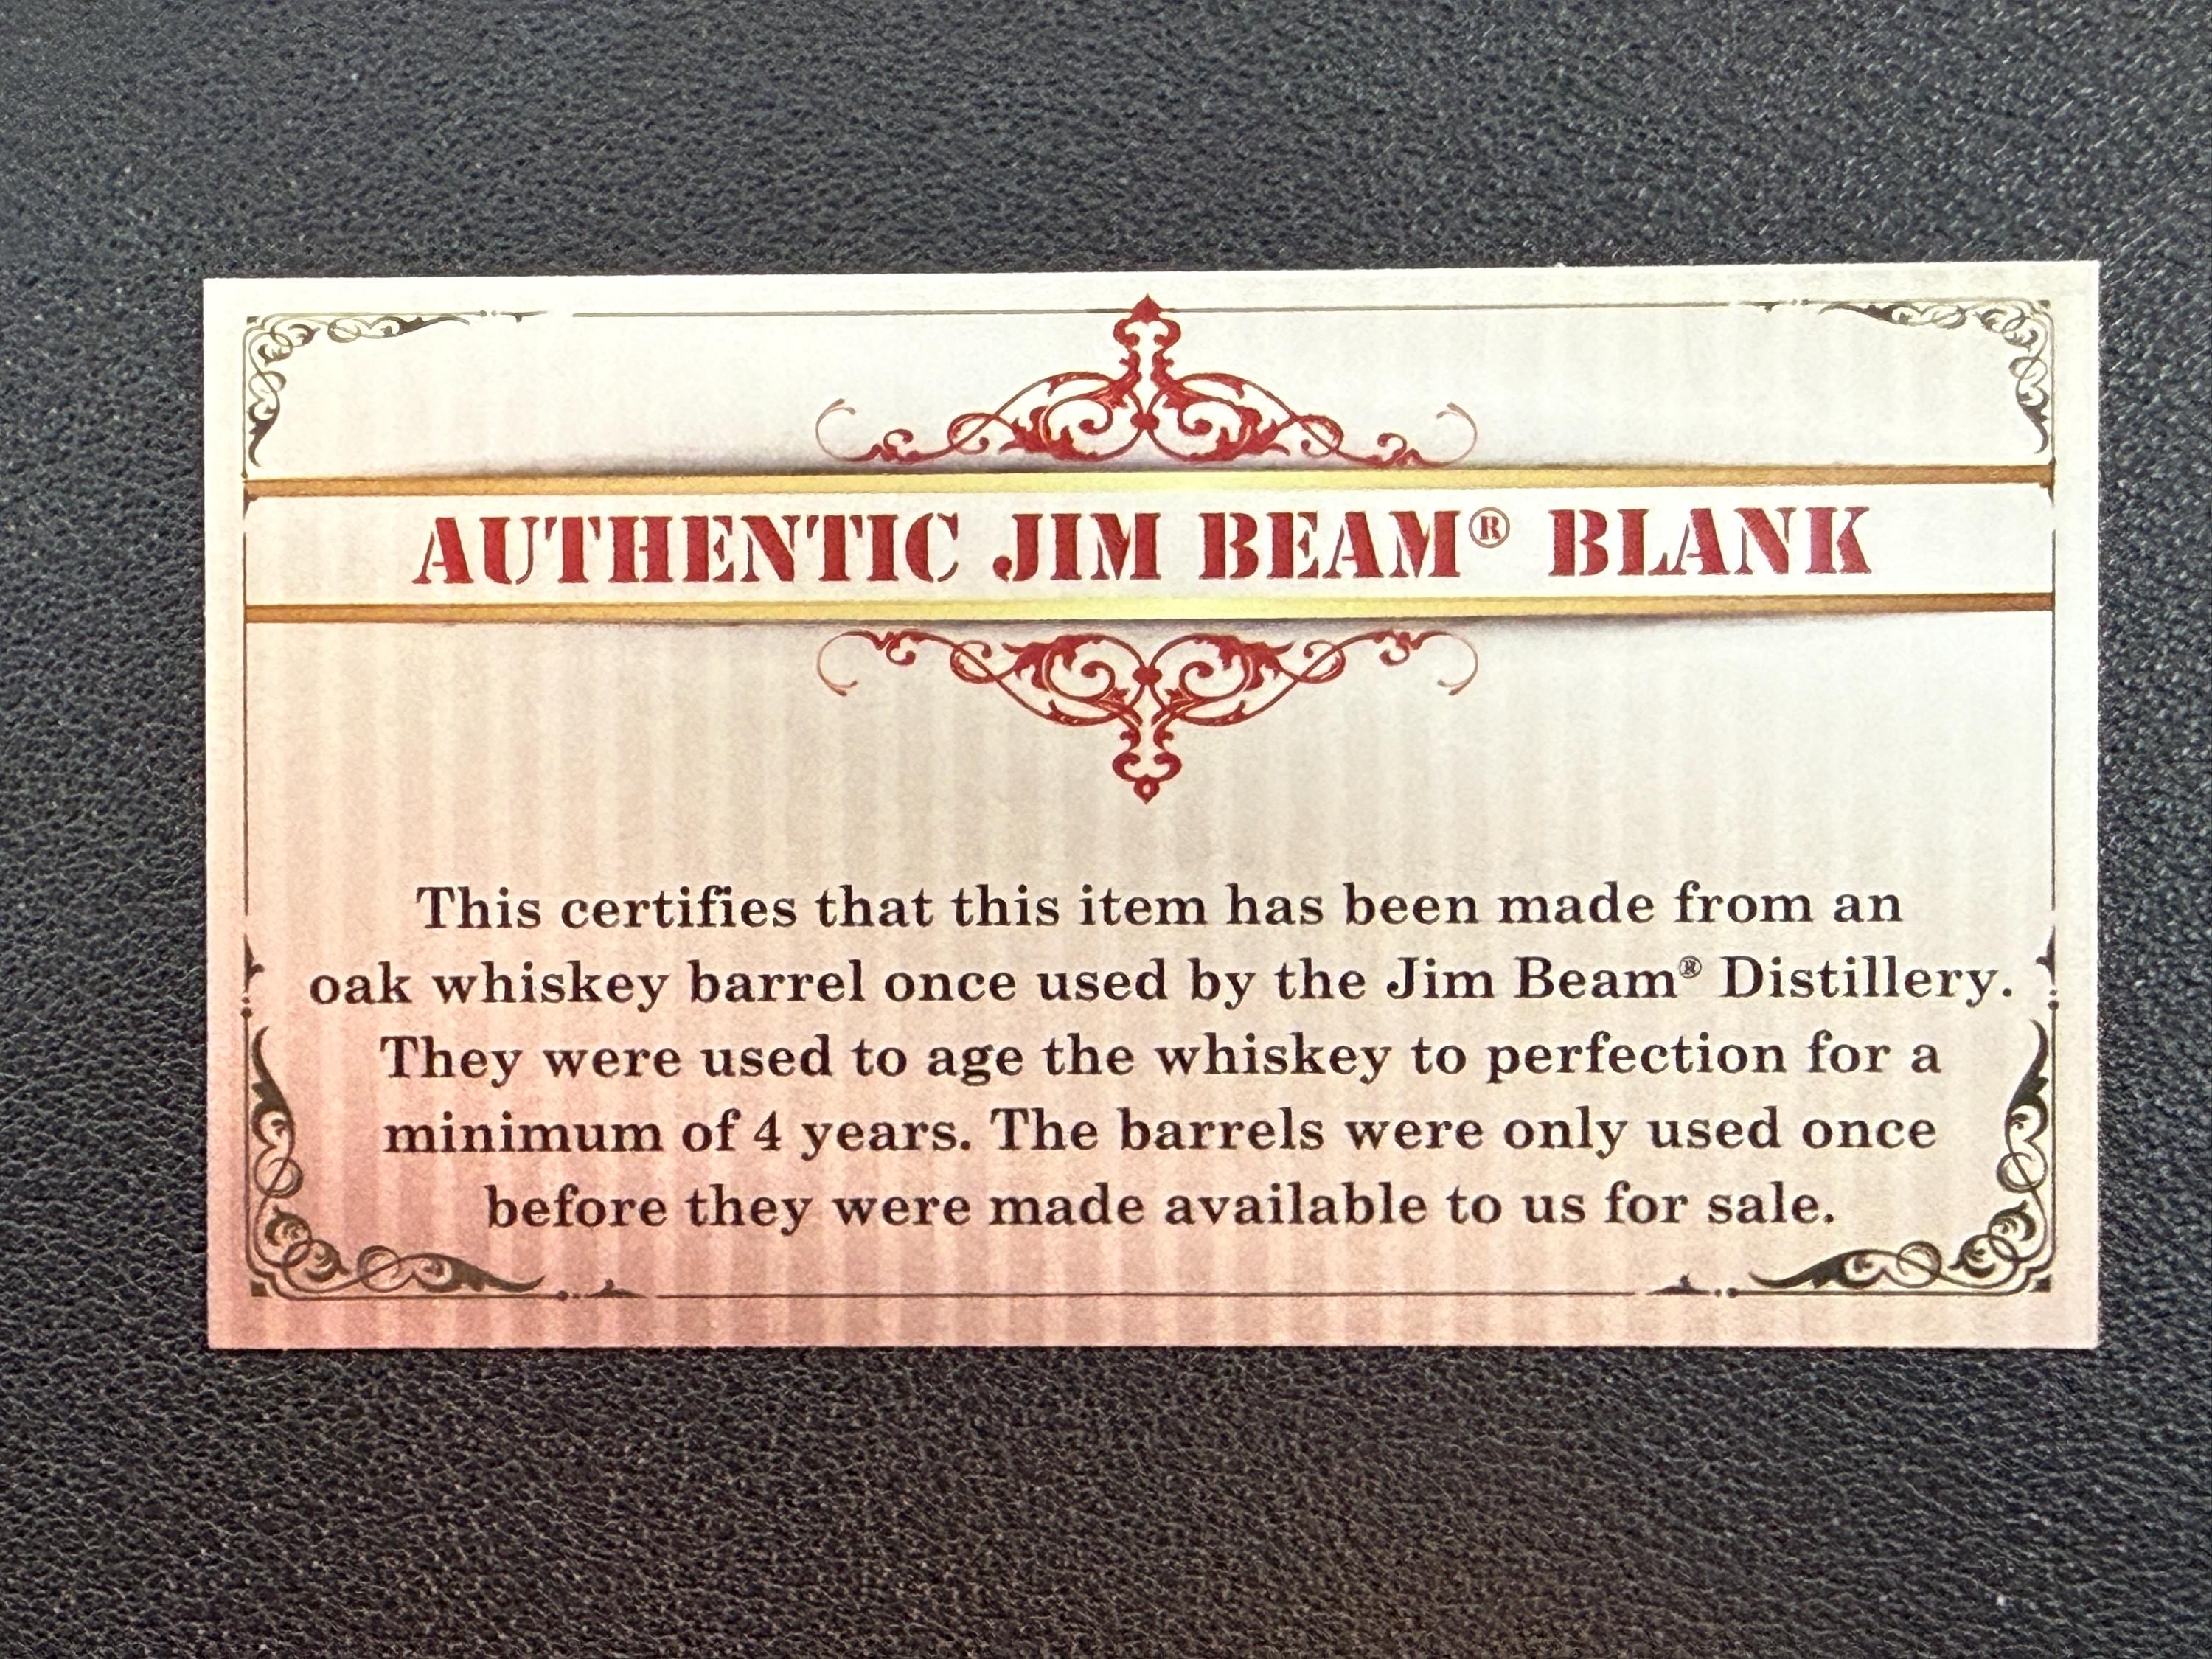 AUTHENTIC JIM BEAM® BLANK
This certifies that this item has been made from an
oak whiskey barrel once used by the Jim Beam® Distillery.
They were used to age the whiskey to perfection for a
minimum of 4 years. The barrels were only used once
before they were made available to us for sale.